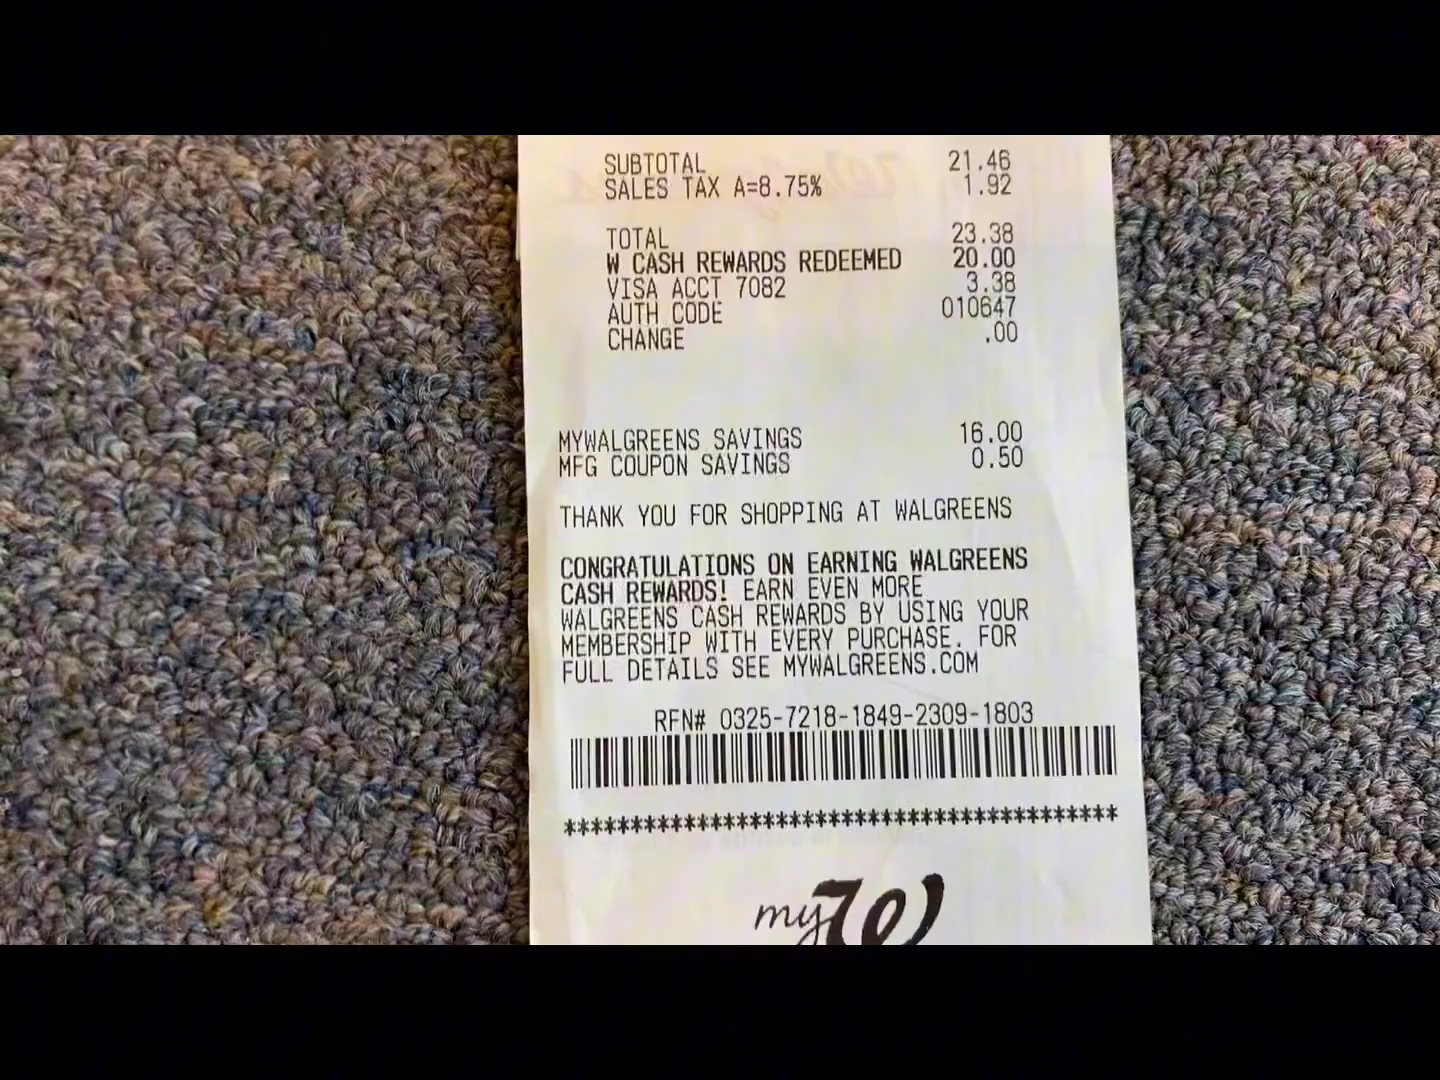 SUBTOTAL 21.46
SALES TAX A=8.75% 1.92
TOTAL 23.38
W CASH REWARDS REDEEMED 20.00
VISA ACCT 7082 3.38
AUTH CODE 010647
CHANGE .00
MYWALGREENS SAVINGS 16.00
MFG COUPON SAVINGS 0.50
THANK YOU FOR SHOPPING AT WALGREENS
CONGRATULATIONS ON EARNING WALGREENS
CASH REWARDS! EARN EVEN MORE
WALGREENS CASH REWARDS BY USING YOUR
MEMBERSHIP WITH EVERY PURCHASE. FOR
FULL DETAILS SEE MYWALGREENS.COM
RFN# 0325-7218-1849-2309-1803
******************************************
myW